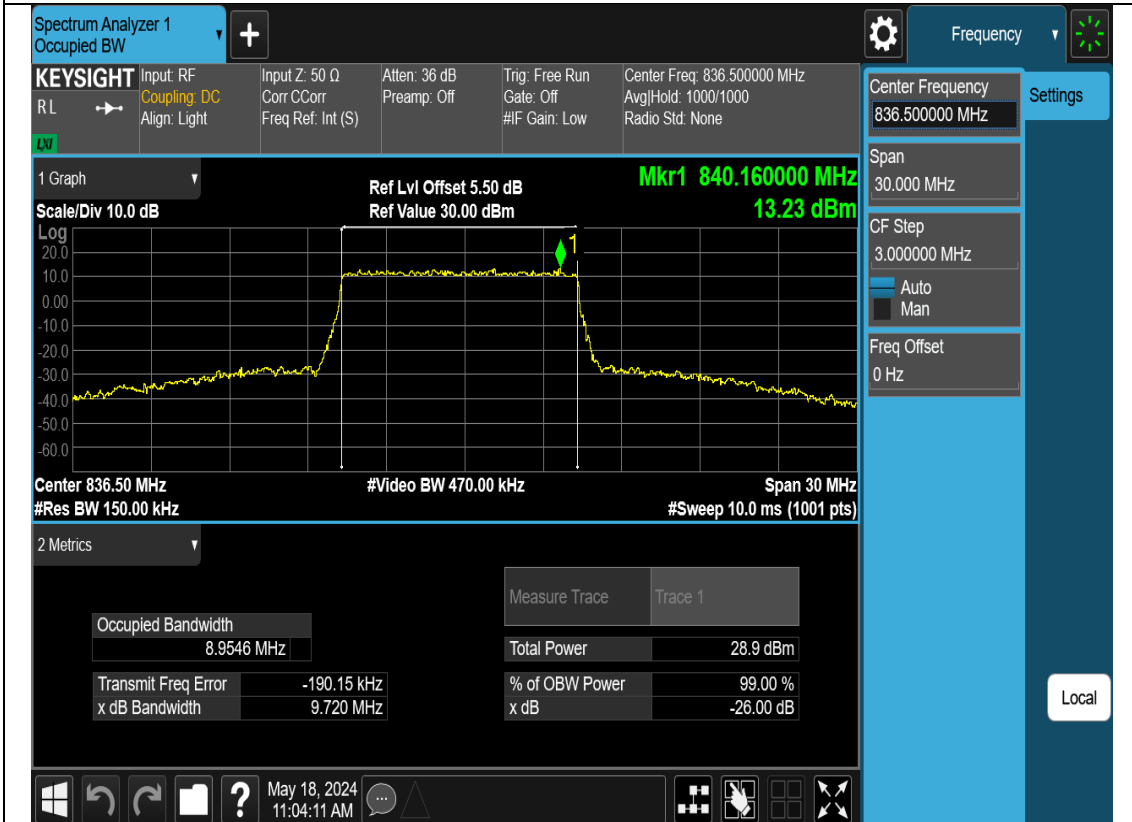 Spectrum Analyzer 1
Occupied BW
Frequency
KEYSIGHT
R L
LXI
Input: RF
Coupling: DC
Align: Light
Input Z: 50 Ω
Corr CCorr
Freq Ref: Int (S)
Atten: 36 dB
Preamp: Off
Trig: Free Run
Gate: Off
#IF Gain: Low
Center Freq: 836.500000 MHz
Avg|Hold: 1000/1000
Radio Std: None
Center Frequency
836.500000 MHz
Settings
Span
30.000 MHz
CF Step
3.000000 MHz
Auto
Man
Freq Offset
0 Hz
Local
1 Graph
Scale/Div 10.0 dB
Ref Lvl Offset 5.50 dB
Ref Value 30.00 dBm
Mkr1 840.160000 MHz
13.23 dBm
Log
1
20.0
10.0
0.00
-10.0
-20.0
-30.0
-40.0
-50.0
-60.0
Center 836.50 MHz
#Video BW 470.00 kHz
Span 30 MHz
#Res BW 150.00 kHz
#Sweep 10.0 ms (1001 pts)
2 Metrics
Measure Trace Trace 1
Occupied Bandwidth
8.9546 MHz
Total Power 28.9 dBm
Transmit Freq Error -190.15 kHz
% of OBW Power 99.00 %
x dB Bandwidth 9.720 MHz
x dB -26.00 dB
?
May 18, 2024
11:04:11 AM